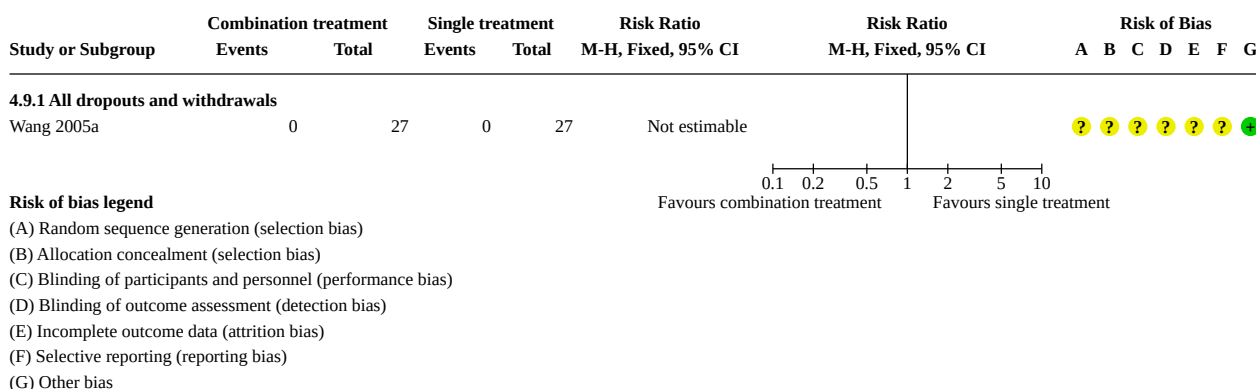 Combination treatment Single treatment Risk Ratio Risk Ratio Risk of Bias
Study or Subgroup Events Total Events Total M-H, Fixed, 95% CI M-H, Fixed, 95% CI A B C D E F G
4.9.1 All dropouts and withdrawals
Wang 2005a 0 27 0 27 Not estimable ? ? ? ? ? ? +
0.1 0.2 0.5 1 2 5 10
Favours combination treatment Favours single treatment
Risk of bias legend
(A) Random sequence generation (selection bias)
(B) Allocation concealment (selection bias)
(C) Blinding of participants and personnel (performance bias)
(D) Blinding of outcome assessment (detection bias)
(E) Incomplete outcome data (attrition bias)
(F) Selective reporting (reporting bias)
(G) Other bias